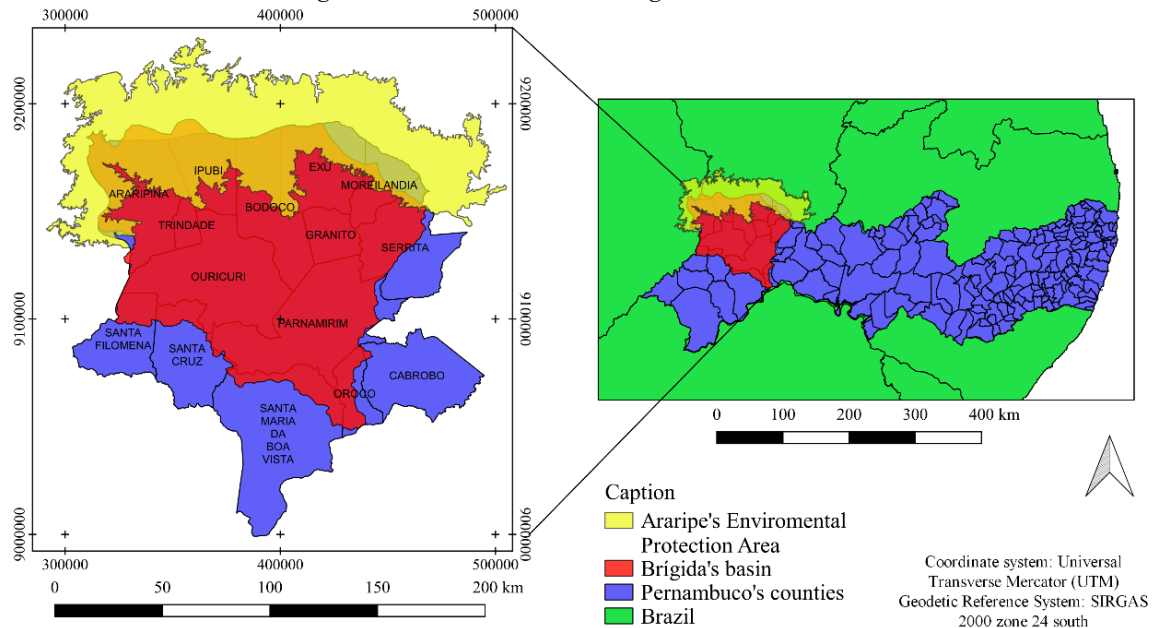 300000
400000
500000
9200000
9200000
ARARIPINA
IPUBI
EXU
MOREILANDIA
TRINDADE
BODOCO
GRANITO
SERRITA
OURICURI
9100000
9100000
PARNAMIRIM
SANTA
FILOMENA
SANTA
CRUZ
CABROBO
OROCO
SANTA
MARIA
DA
BOA
VISTA
9000000
9000000
300000
400000
500000
0
50
100
150
200 km
0
100
200
300
400 km
Caption
Araripe's Enviromental
Protection Area
Brígida's basin
Pernambuco's counties
Brazil
Coordinate system: Universal
Transverse Mercator (UTM)
Geodetic Reference System: SIRGAS
2000 zone 24 south